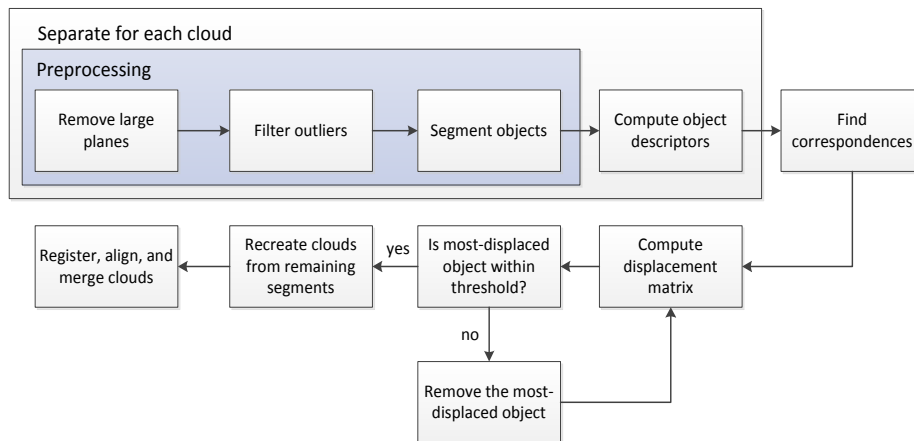 Separate for each cloud
Preprocessing
Remove large
planes
Filter outliers
Segment objects
Compute object
descriptors
Find
correspondences
Register, align, and
merge clouds
Recreate clouds
from remaining
segments
yes
Is most-displaced
object within
threshold?
Compute
displacement
matrix
no
Remove the most-
displaced object